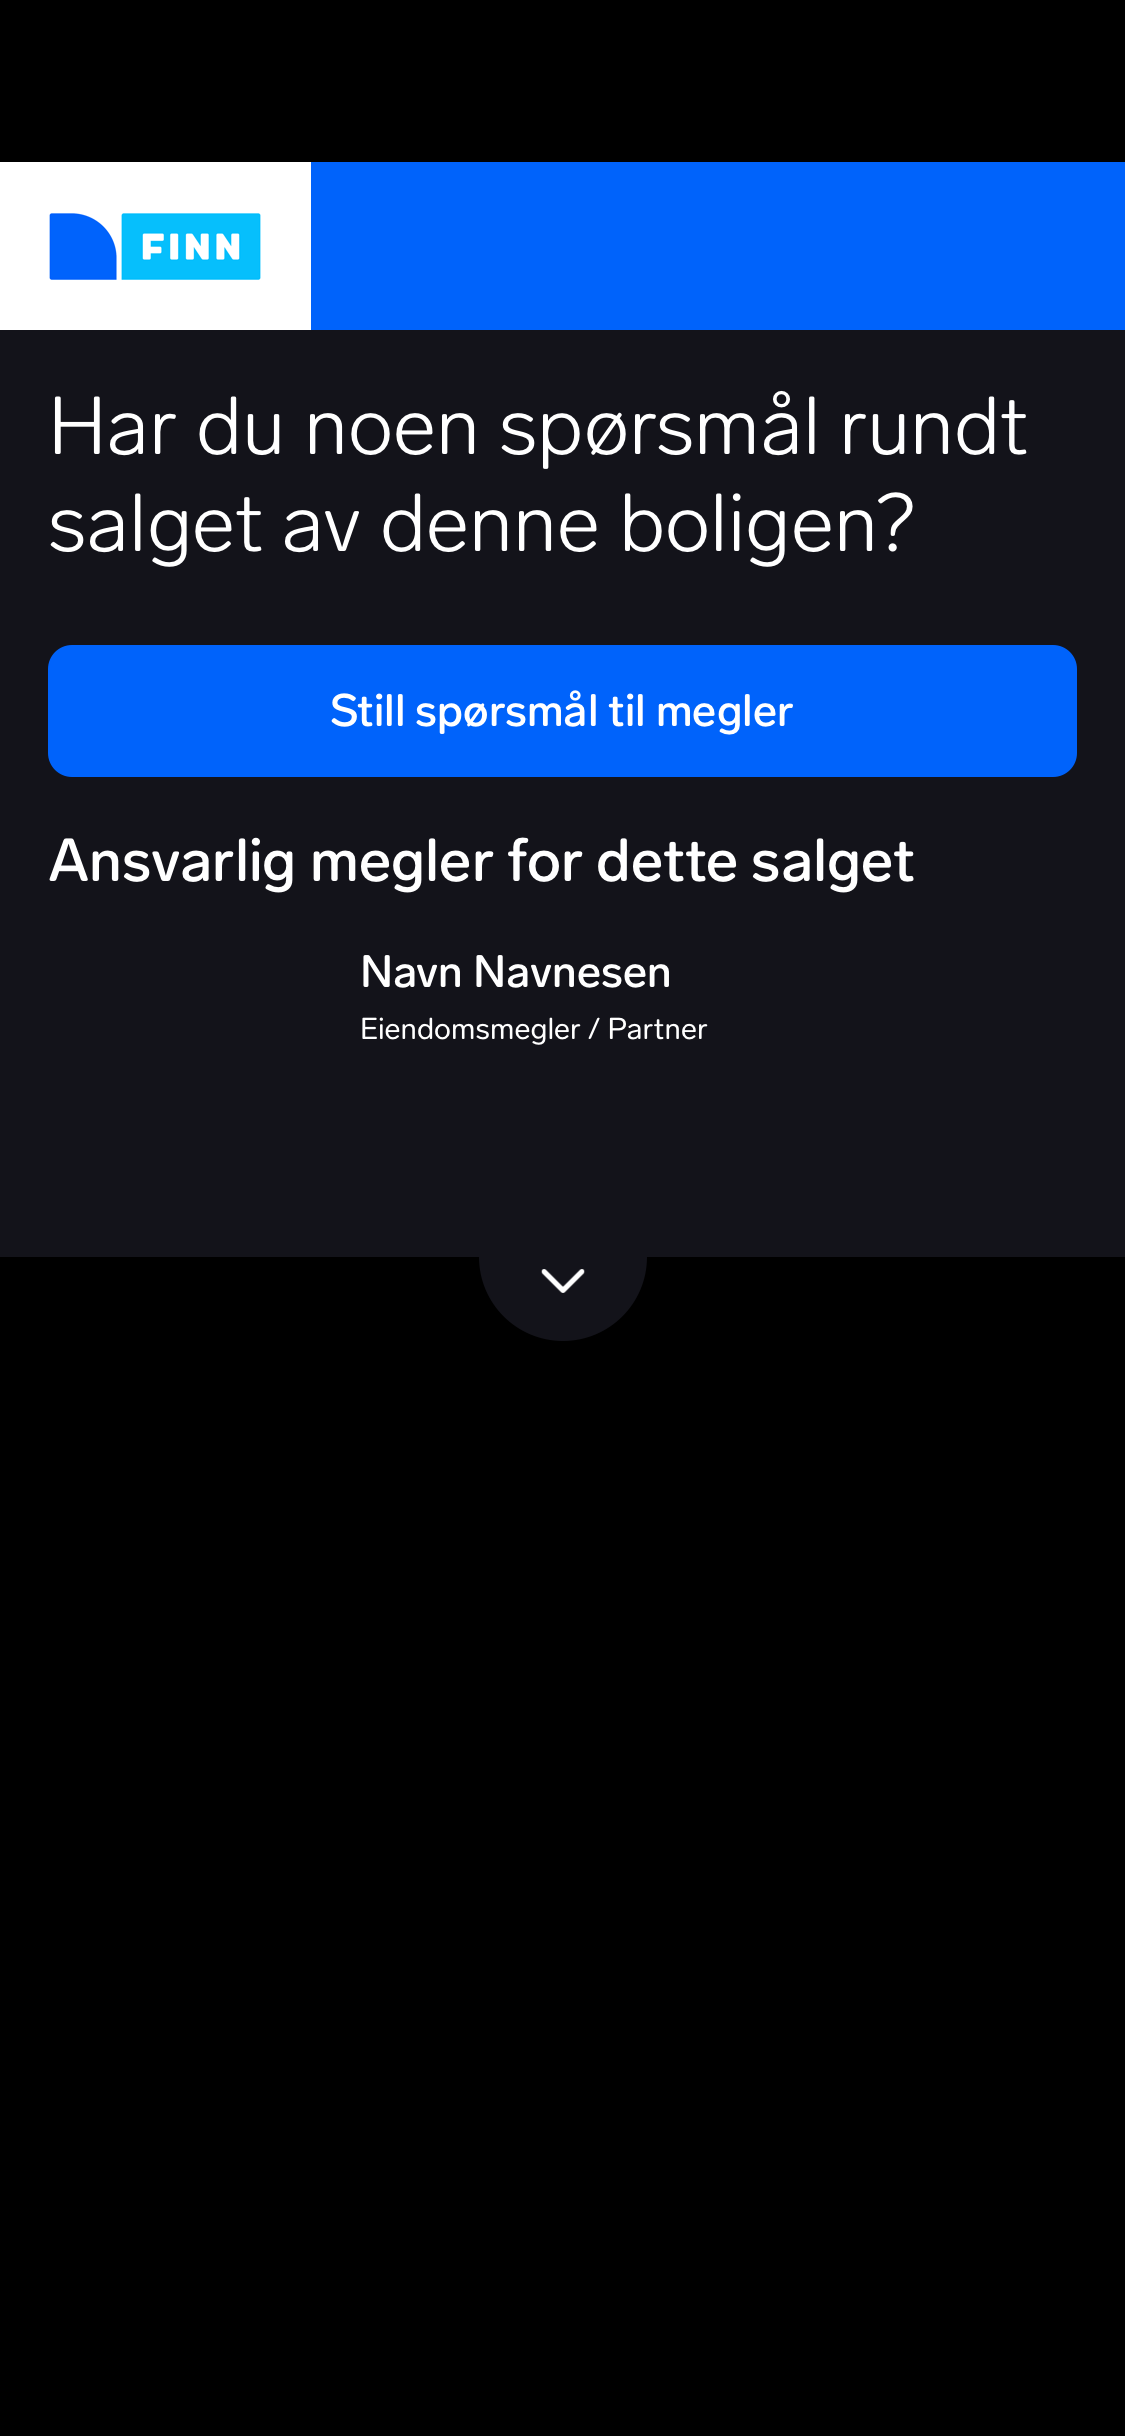 FINN
Har du noen spørsmål rundt
salget av denne boligen?
Still spørsmål til megler
Ansvarlig megler for dette salget
Navn Navnesen
Eiendomsmegler / Partner